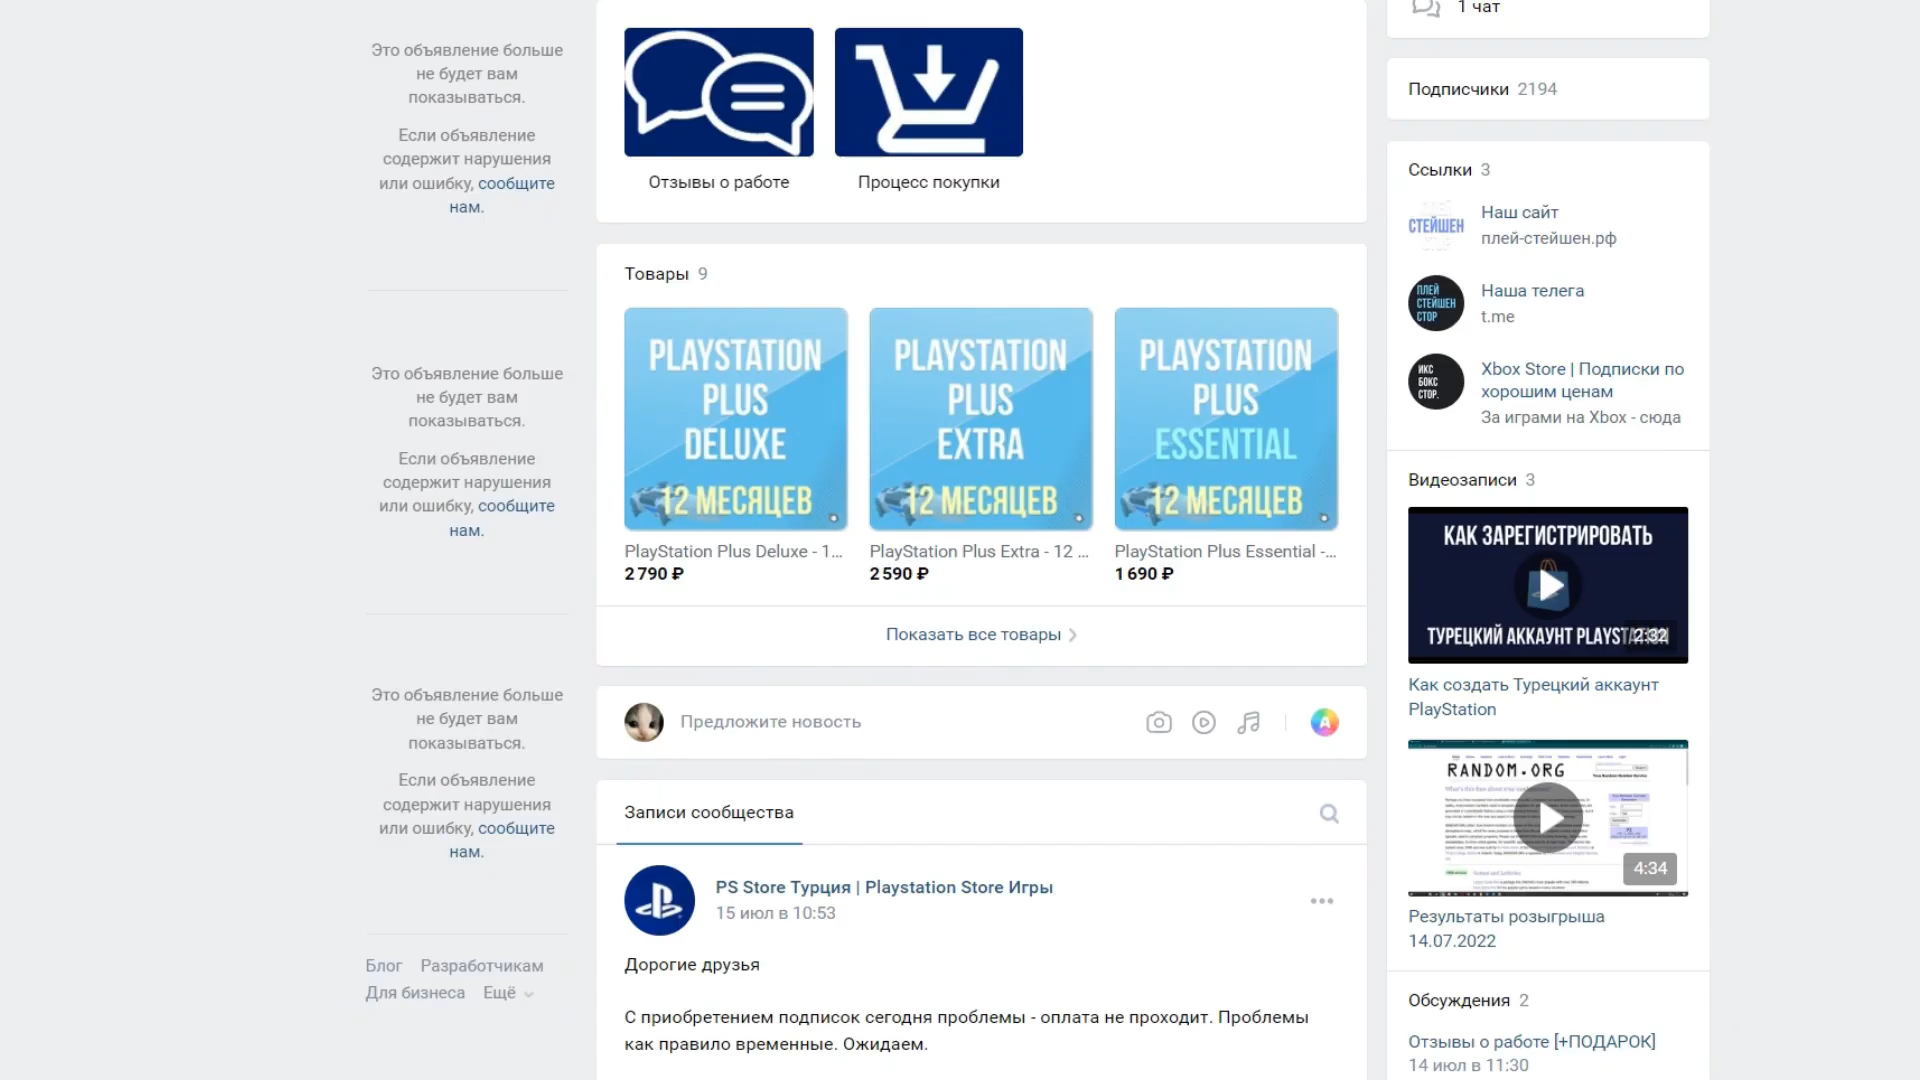 Это объявление больше
не будет вам
показываться.
Если объявление
содержит нарушения
или ошибку, сообщите
нам.
Это объявление больше
не будет вам
показываться.
Если объявление
содержит нарушения
или ошибку, сообщите
нам.
Это объявление больше
не будет вам
показываться.
Если объявление
содержит нарушения
или ошибку, сообщите
нам.
Блог Разработчикам
Для бизнеса Ещё
Отзывы о работе
Процесс покупки
Товары 9
PLAYSTATION
PLUS
DELUXE
12 МЕСЯЦЕВ
PlayStation Plus Deluxe - 1...
2 790 ₽
PLAYSTATION
PLUS
EXTRA
12 МЕСЯЦЕВ
PlayStation Plus Extra - 12 ...
2 590 ₽
PLAYSTATION
PLUS
ESSENTIAL
12 МЕСЯЦЕВ
PlayStation Plus Essential -...
1 690 ₽
Показать все товары
Предложите новость
A
Записи сообщества
PS Store Турция | Playstation Store Игры
15 июл в 10:53
Дорогие друзья
С приобретением подписок сегодня проблемы - оплата не проходит. Проблемы
как правило временные. Ожидаем.
1 чат
Подписчики 2194
Ссылки 3
СТЕЙШЕН
Наш сайт
плей-стейшен.рф
ПЛЕЙ
СТЕЙШЕН
СТОР
Наша телега
t.me
ИКС
БОКС
СТОР.
Xbox Store | Подписки по
хорошим ценам
За играми на Xbox - сюда
Видеозаписи 3
КАК ЗАРЕГИСТРИРОВАТЬ
ТУРЕЦКИЙ АККАУНТ PLAYSTATION
2:32
Как создать Турецкий аккаунт
PlayStation
RANDOM.ORG
4:34
Результаты розыгрыша
14.07.2022
Обсуждения 2
Отзывы о работе [+ПОДАРОК]
14 июл в 11:30